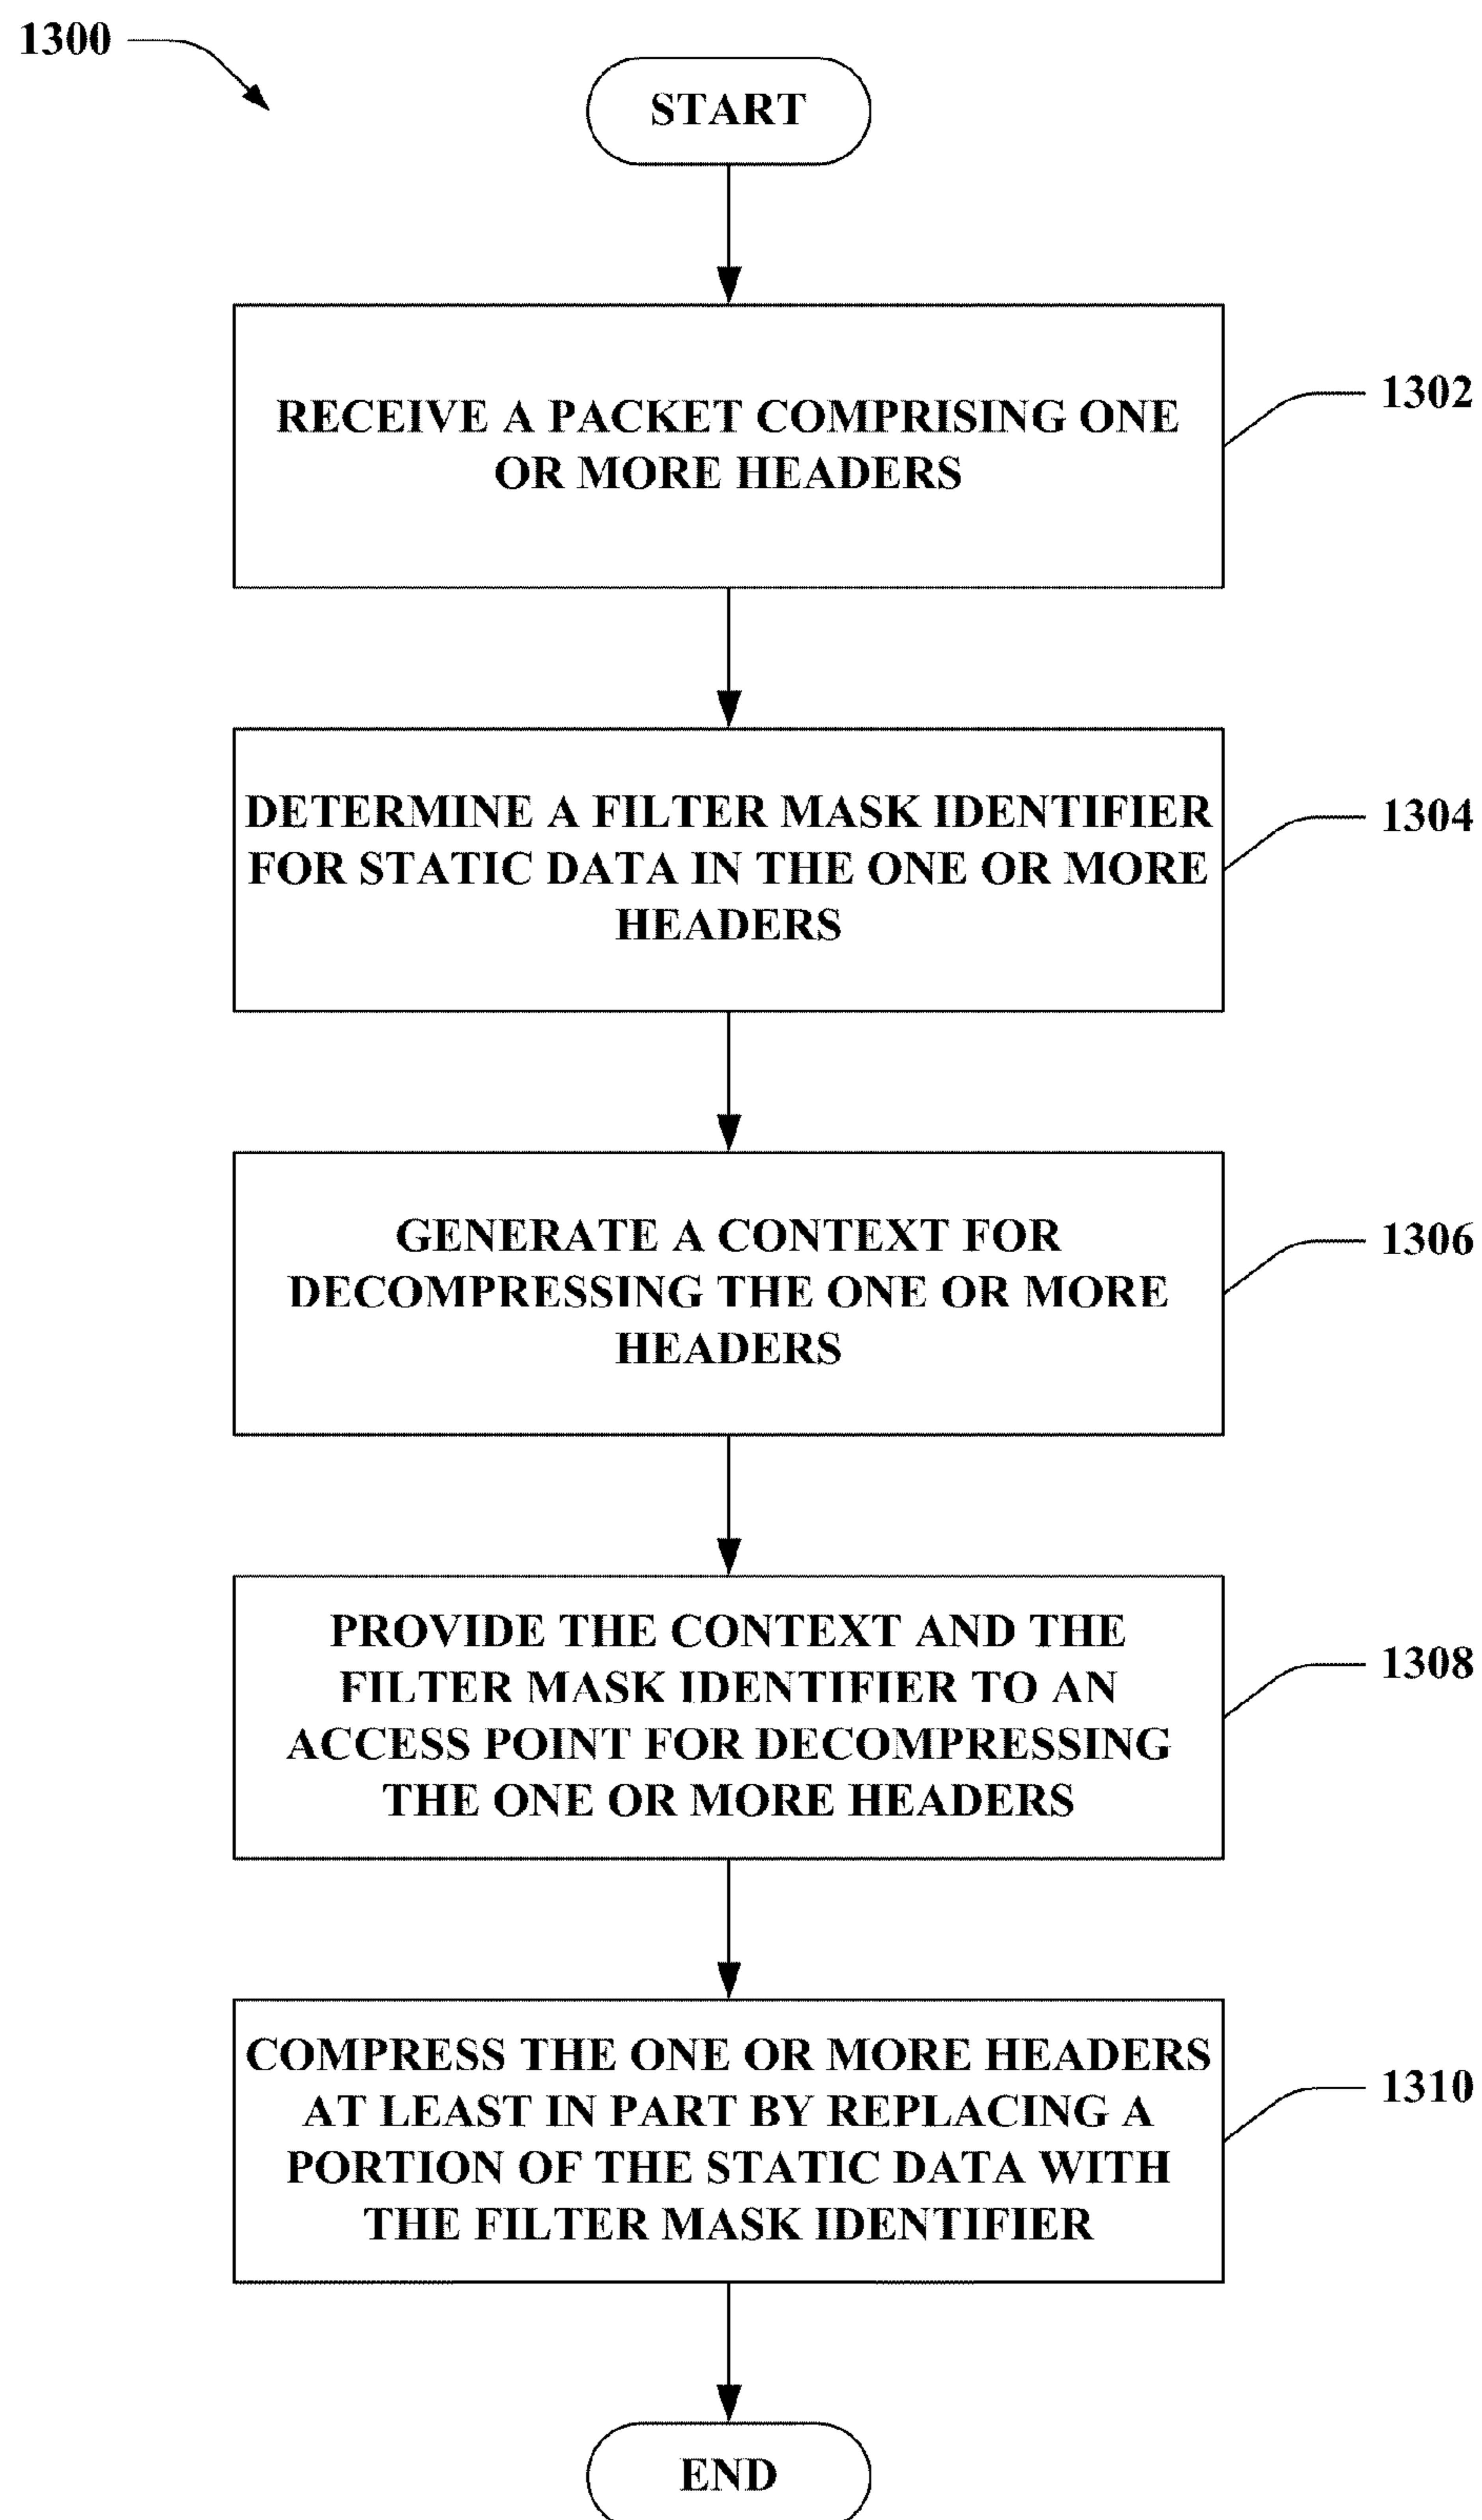 1300
START
RECEIVE A PACKET COMPRISING ONE
OR MORE HEADERS
1302
DETERMINE A FILTER MASK IDENTIFIER
FOR STATIC DATA IN THE ONE OR MORE
HEADERS
1304
GENERATE A CONTEXT FOR
DECOMPRESSING THE ONE OR MORE
HEADERS
1306
PROVIDE THE CONTEXT AND THE
FILTER MASK IDENTIFIER TO AN
ACCESS POINT FOR DECOMPRESSING
THE ONE OR MORE HEADERS
1308
COMPRESS THE ONE OR MORE HEADERS
AT LEAST IN PART BY REPLACING A
PORTION OF THE STATIC DATA WITH
THE FILTER MASK IDENTIFIER
1310
END